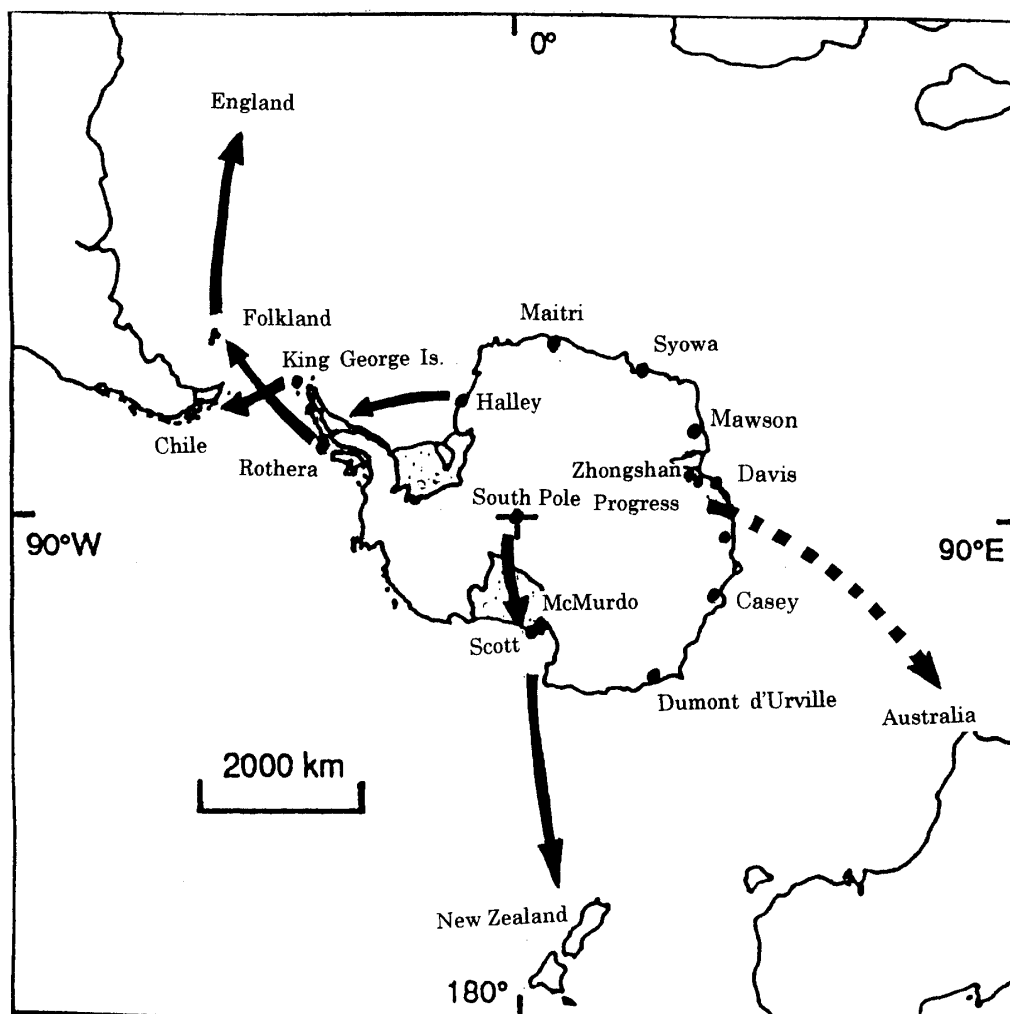 0°
England
Folkland
Maitri
King George Is.
Syowa
Halley
Mawson
Chile
Rothera
Zhongshan
Davis
South Pole
Progress
90°W
90°E
McMurdo
Casey
Scott
Dumont d'Urville
Australia
2000 km
New Zealand
180°